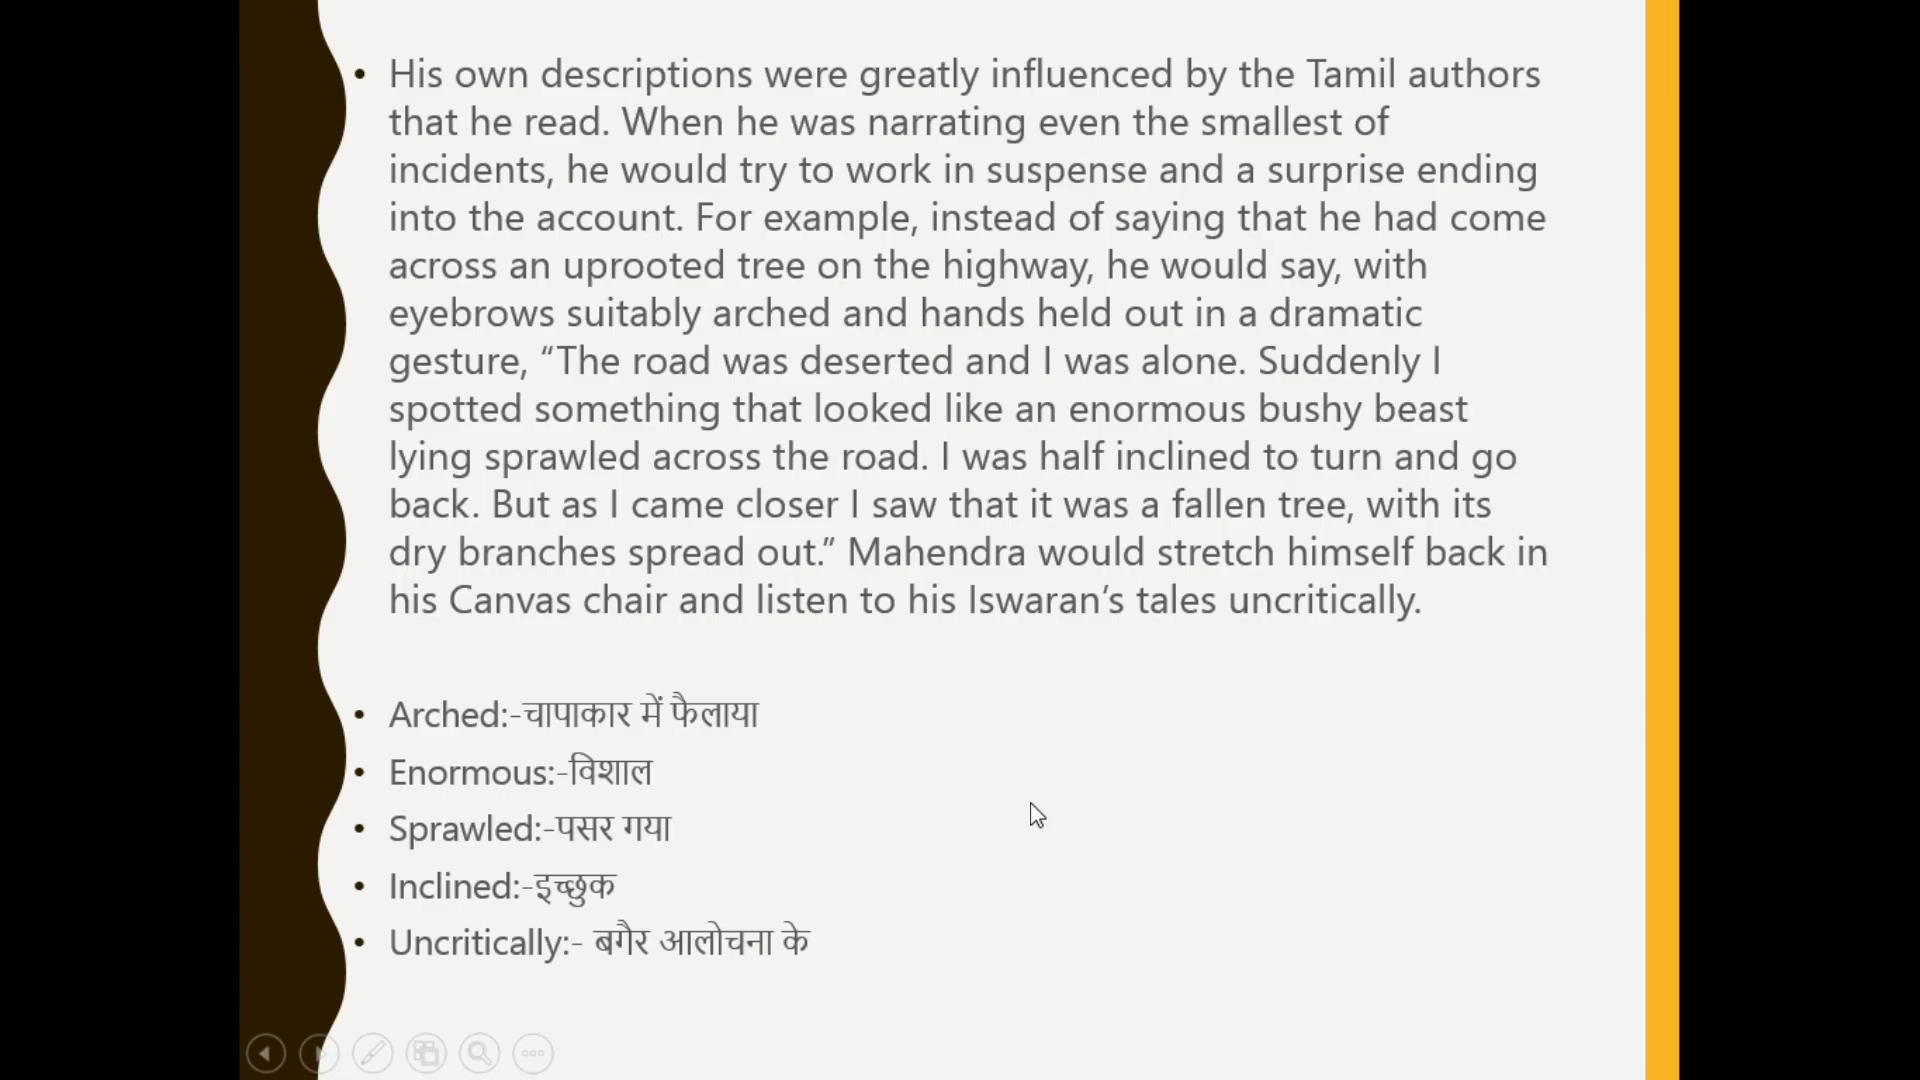 • His own descriptions were greatly influenced by the Tamil authors
that he read. When he was narrating even the smallest of
incidents, he would try to work in suspense and a surprise ending
into the account. For example, instead of saying that he had come
across an uprooted tree on the highway, he would say, with
eyebrows suitably arched and hands held out in a dramatic
gesture, “The road was deserted and I was alone. Suddenly I
spotted something that looked like an enormous bushy beast
lying sprawled across the road. I was half inclined to turn and go
back. But as I came closer I saw that it was a fallen tree, with its
dry branches spread out.” Mahendra would stretch himself back in
his Canvas chair and listen to his Iswaran’s tales uncritically.
• Arched:-चापाकार में फैलाया
• Enormous:-विशाल
• Sprawled:-पसर गया
• Inclined:-इच्छुक
• Uncritically:- बगैर आलोचना के